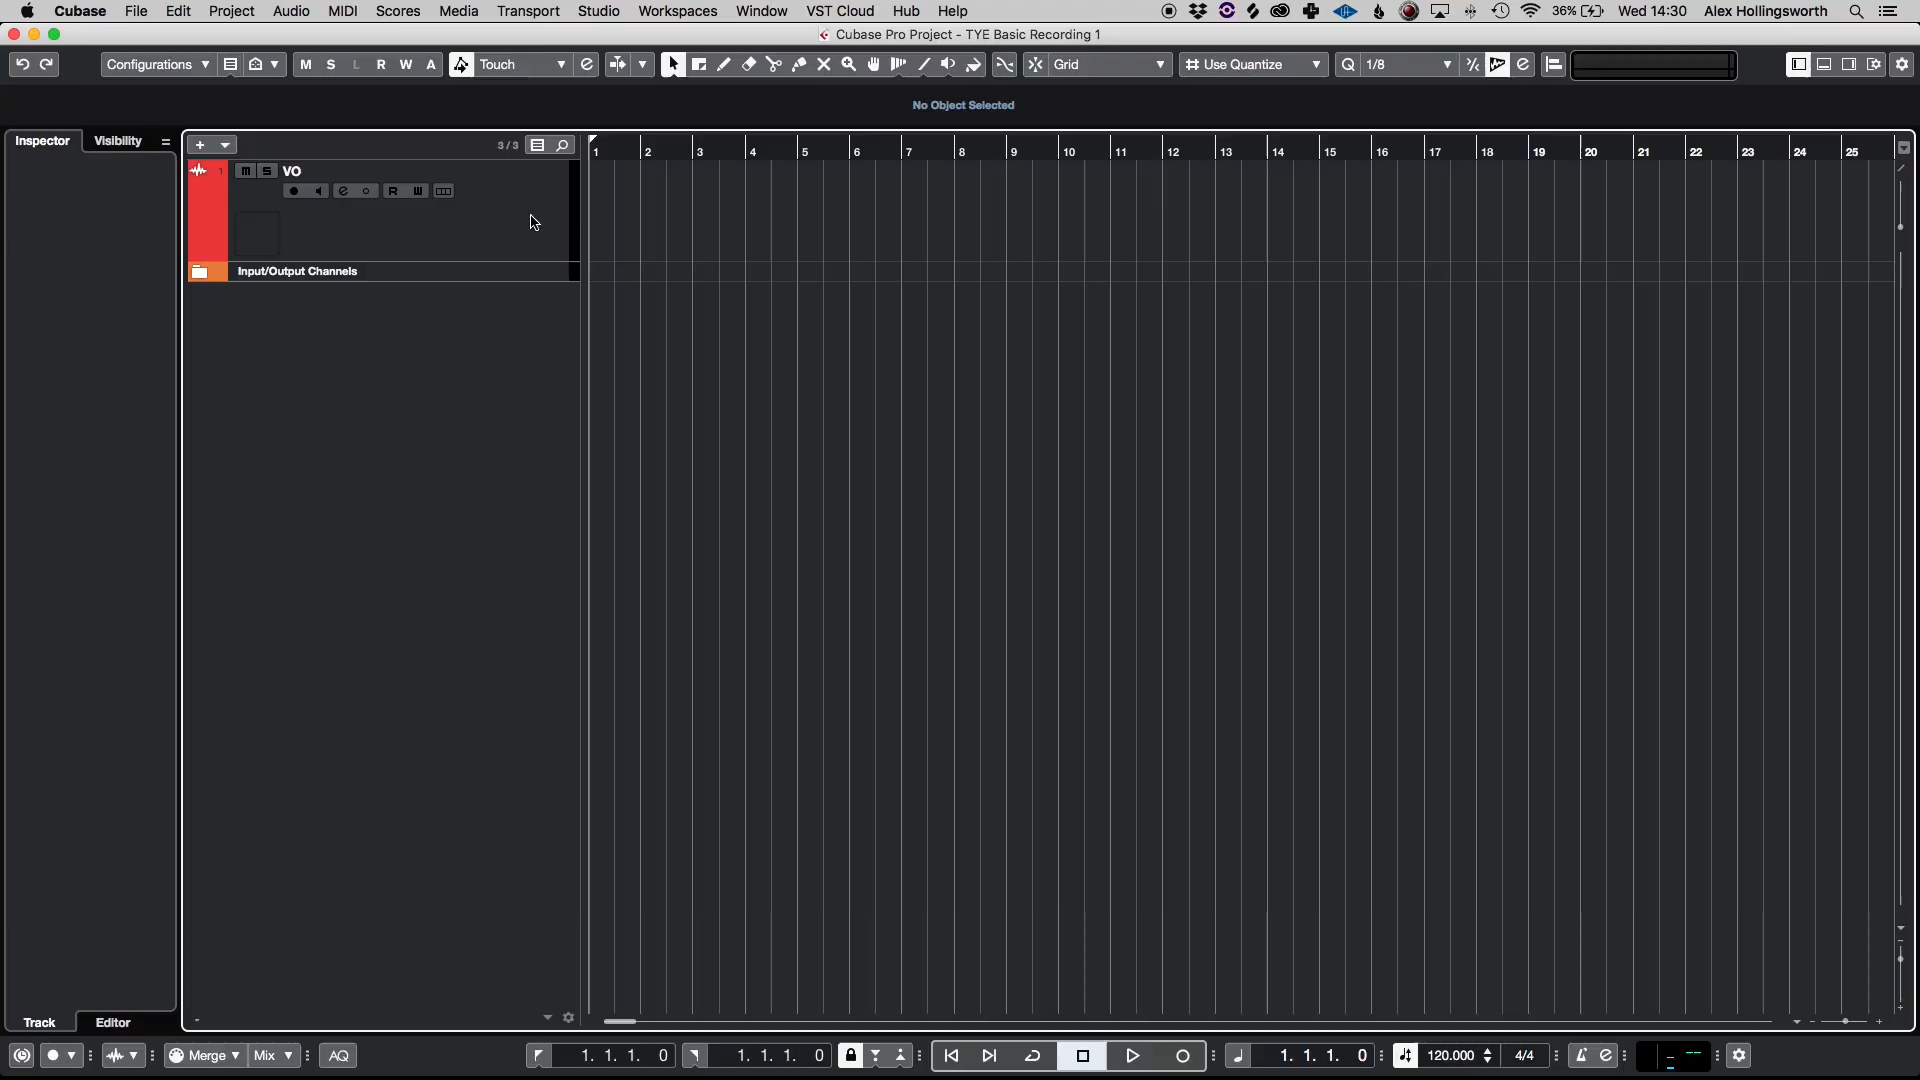 Cubase File Edit Project Audio MIDI Scores Media Transport Studio Workspaces Window VST Cloud Hub Help 36% Wed 14:30 Alex Hollingsworth
Cubase Pro Project - TYE Basic Recording 1
Configurations M S L R W A Touch Grid Use Quantize Q 1/8
No Object Selected
Inspector Visibility + 3/3
1 2 3 4 5 6 7 8 9 10 11 12 13 14 15 16 17 18 19 20 21 22 23 24 25
1 m S VO
e R W
Input/Output Channels
Track Editor
Merge Mix AQ 1. 1. 1. 0 1. 1. 1. 0 1. 1. 1. 0 120.000 4/4